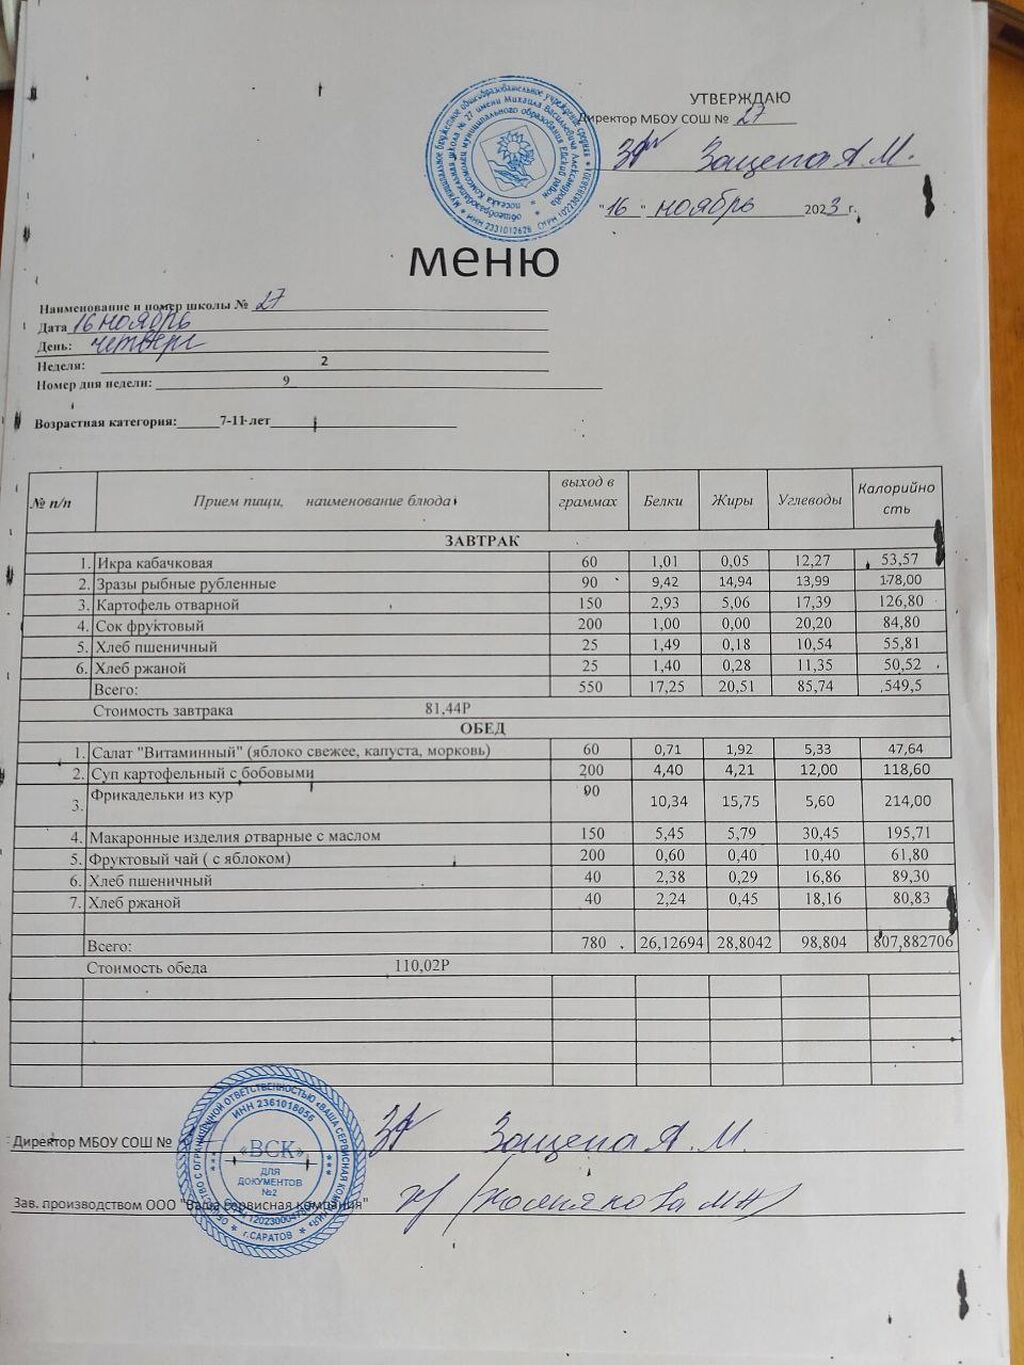 УТВЕРЖДАЮ
Директор МБОУ СОШ № 27
Зацепа А.М.
"16" ноябрь 2023 г.
меню
Наименование и номер школы № 27
Дата 16 ноябрь
День: четверг
Неделя: 2
Номер дня недели: 9
Возрастная категория: 7-11-лет
№ п/п Прием пищи, наименование блюда выход в граммах Белки Жиры Углеводы Калорийно сть
ЗАВТРАК
1. Икра кабачковая 60 1,01 0,05 12,27 53,57
2. Зразы рыбные рубленные 90 9,42 14,94 13,99 178,00
3. Картофель отварной 150 2,93 5,06 17,39 126,80
4. Сок фруктовый 200 1,00 0,00 20,20 84,80
5. Хлеб пшеничный 25 1,49 0,18 10,54 55,81
6. Хлеб ржаной 25 1,40 0,28 11,35 50,52
Всего: 550 17,25 20,51 85,74 549,5
Стоимость завтрака 81,44Р
ОБЕД
1. Салат "Витаминный" (яблоко свежее, капуста, морковь) 60 0,71 1,92 5,33 47,64
2. Суп картофельный с бобовыми 200 4,40 4,21 12,00 118,60
3. Фрикадельки из кур 90 10,34 15,75 5,60 214,00
4. Макаронные изделия отварные с маслом 150 5,45 5,79 30,45 195,71
5. Фруктовый чай ( с яблоком) 200 0,60 0,40 10,40 61,80
6. Хлеб пшеничный 40 2,38 0,29 16,86 89,30
7. Хлеб ржаной 40 2,24 0,45 18,16 80,83
Всего: 780 26,12694 28,8042 98,804 807,882706
Стоимость обеда 110,02Р
Директор МБОУ СОШ № Зацепа А.М
Зав. производством ООО "Ваша сервисная компания"
ИНН 2361018056
«ВСК»
ДЛЯ
ДОКУМЕНТОВ
№2
г.САРАТОВ